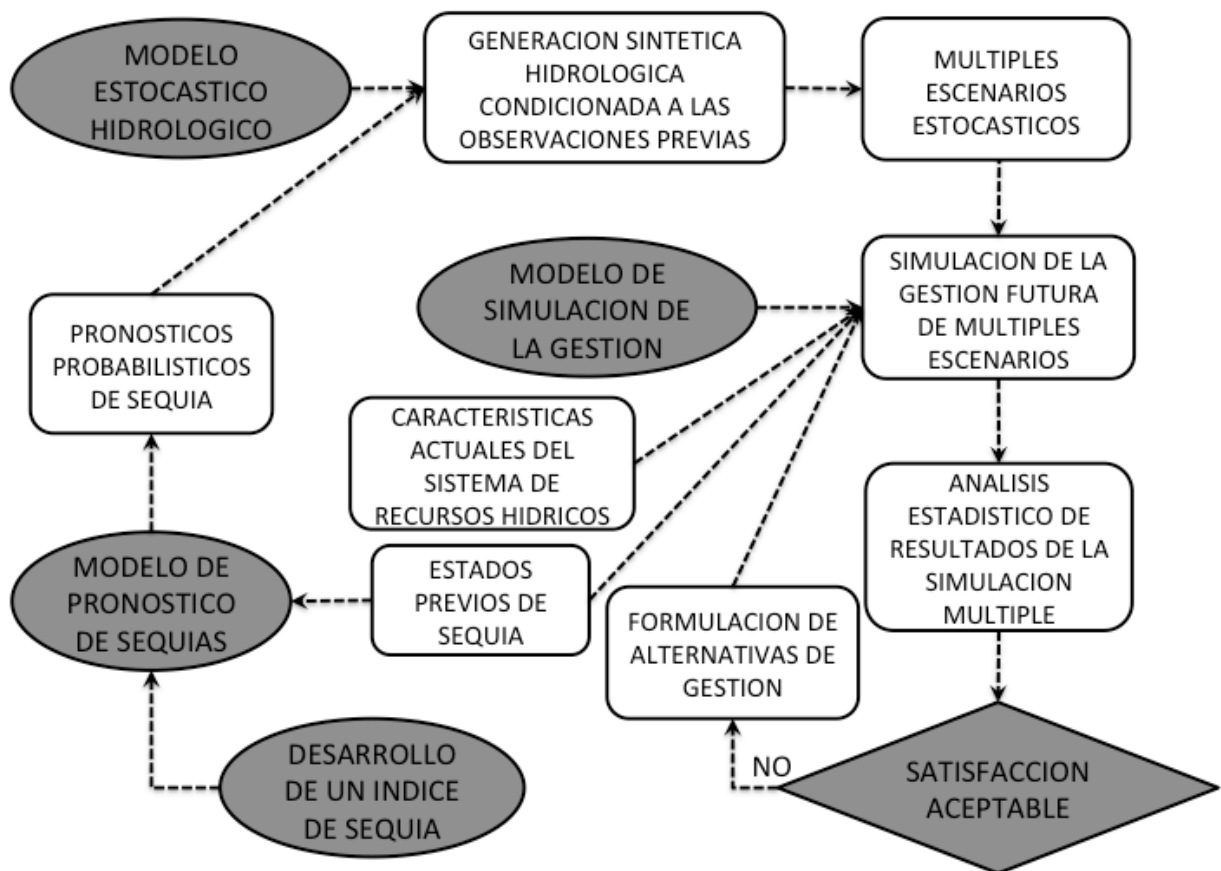 MODELO
ESTOCASTICO
HIDROLOGICO
GENERACION SINTETICA
HIDROLOGICA
CONDICIONADA A LAS
OBSERVACIONES PREVIAS
MULTIPLES
ESCENARIOS
ESTOCASTICOS
MODELO DE
SIMULACION DE
LA GESTION
SIMULACION DE LA
GESTION FUTURA
DE MULTIPLES
ESCENARIOS
PRONOSTICOS
PROBABILISTICOS
DE SEQUIA
CARACTERISTICAS
ACTUALES DEL
SISTEMA DE
RECURSOS HIDRICOS
ANALISIS
ESTADISTICO DE
RESULTADOS DE LA
SIMULACION
MULTIPLE
MODELO DE
PRONOSTICO
DE SEQUIAS
ESTADOS
PREVIOS DE
SEQUIA
FORMULACION DE
ALTERNATIVAS DE
GESTION
DESARROLLO
DE UN INDICE
DE SEQUIA
NO
SATISFACCION
ACEPTABLE